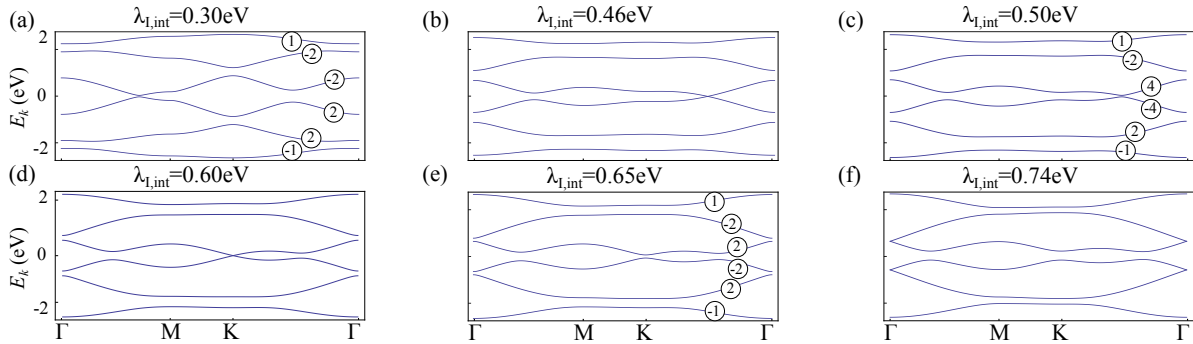 (a) λI,int=0.30eV
(b) λI,int=0.46eV
(c) λI,int=0.50eV
Ek (eV)
2
0
-2
1
-2
-2
2
2
-1
1
-2
4
-4
2
-1
(d) λI,int=0.60eV
(e) λI,int=0.65eV
(f) λI,int=0.74eV
Ek (eV)
2
0
-2
1
-2
2
-2
2
-1
Γ M K Γ
Γ M K Γ
Γ M K Γ